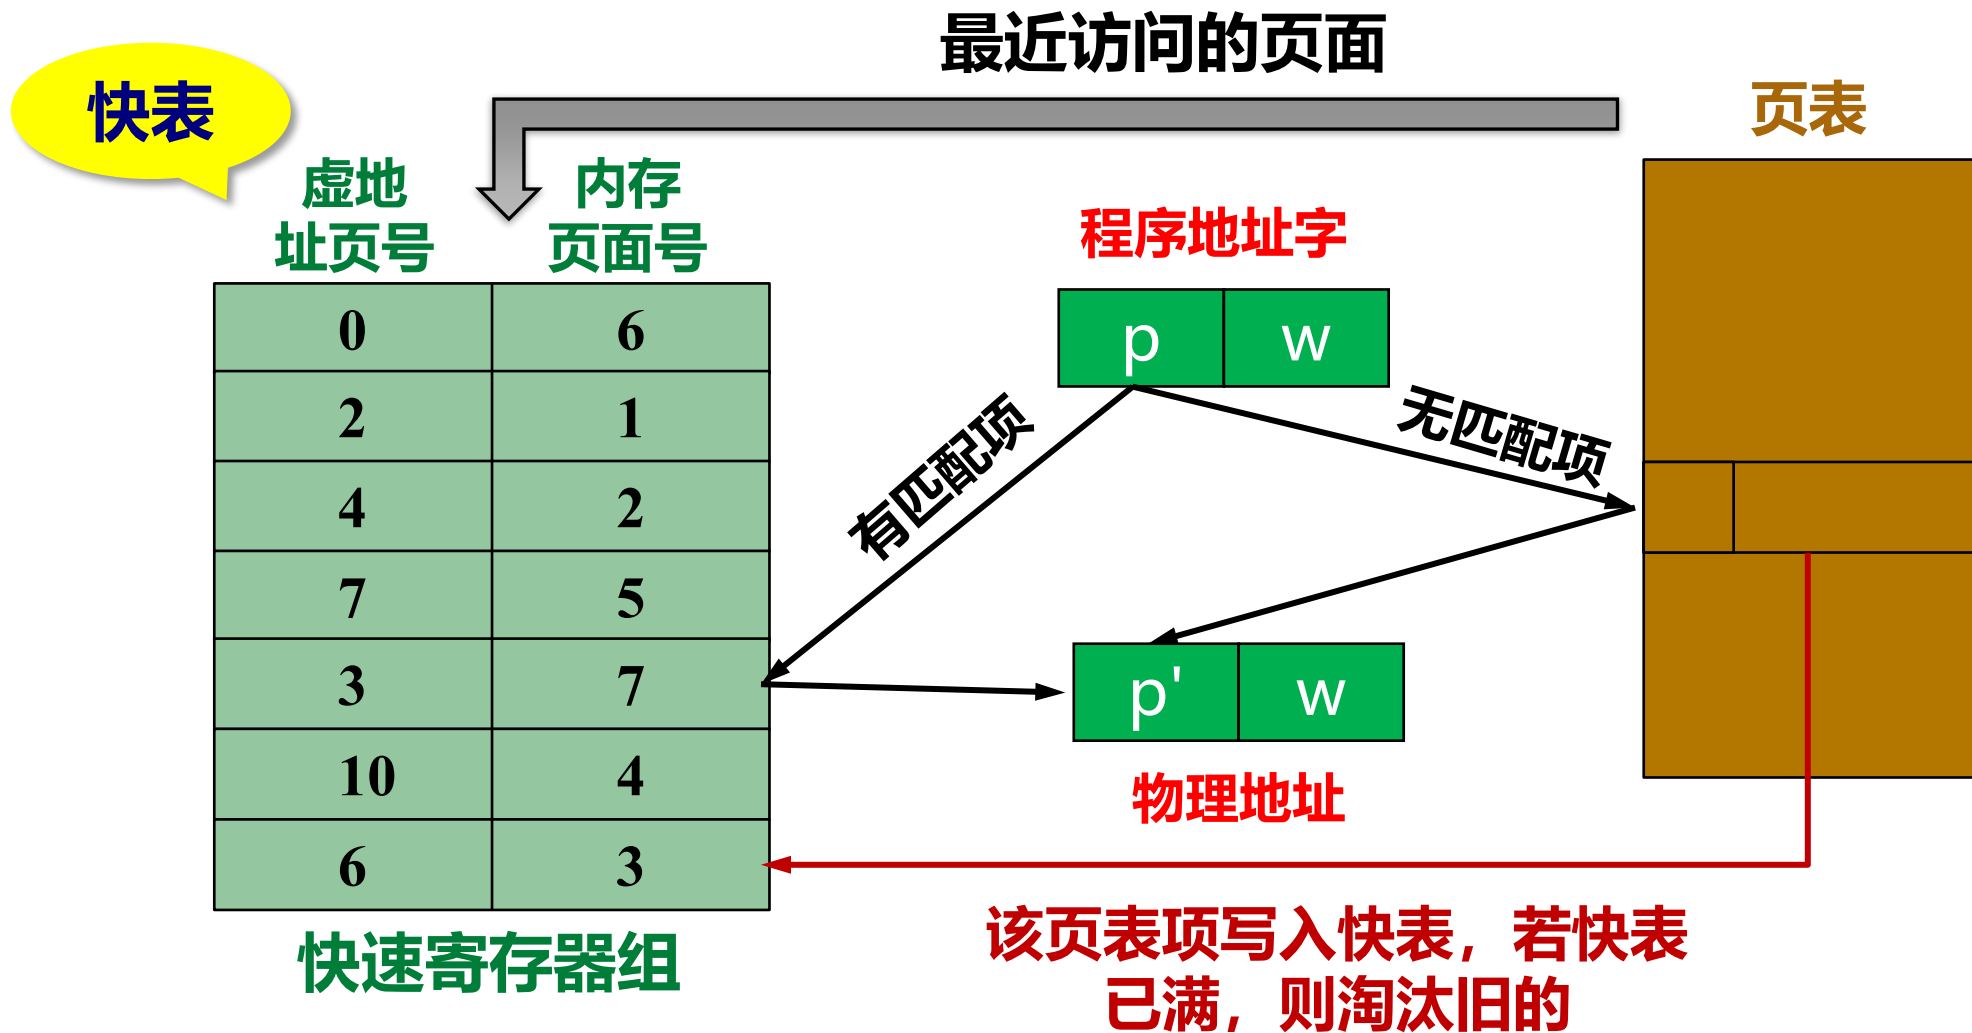 最近访问的页面
快表
页表
虚地
址页号
内存
页面号
程序地址字
p w
有匹配项
无匹配项
0 6
2 1
4 2
7 5
3 7
10 4
6 3
p' w
物理地址
快速寄存器组
该页表项写入快表，若快表
已满，则淘汰旧的